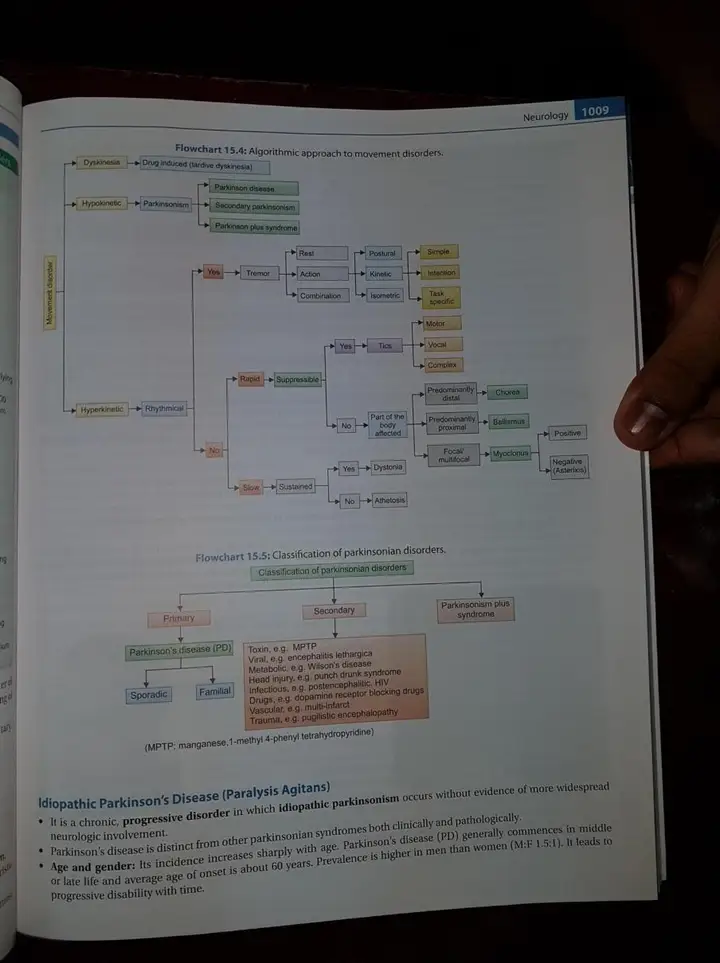 Neurology 1009
Flowchart 15.4: Algorithmic approach to movement disorders.
Movement disorder
Dyskinesia
Drug induced (tardive dyskinesia)
Hypokinetic
Parkinsonism
Parkinson disease
Secondary parkinsonism
Parkinson plus syndrome
Hyperkinetic
Rhythmical
Yes
Tremor
Rest
Action
Combination
Postural
Kinetic
Isometric
Simple
Intention
Task
specific
No
Rapid
Suppressible
Yes
Tics
Motor
Vocal
Complex
No
Part of the
body
affected
Predominantly
distal
Chorea
Predominantly
proximal
Ballismus
Focal/
multifocal
Myoclonus
Positive
Negative
(Asterixis)
Slow
Sustained
Yes
Dystonia
No
Athetosis
Flowchart 15.5: Classification of parkinsonian disorders.
Classification of parkinsonian disorders
Primary
Secondary
Parkinsonism plus
syndrome
Parkinson's disease (PD)
Sporadic
Familial
Toxin, e.g. MPTP
Viral, e.g. encephalitis lethargica
Metabolic, e.g. Wilson's disease
Head injury, e.g. punch drunk syndrome
Infectious, e.g. postencephalitic, HIV
Drugs, e.g. dopamine receptor blocking drugs
Vascular, e.g. multi-infarct
Trauma, e.g. pugilistic encephalopathy
(MPTP: manganese,1-methyl 4-phenyl tetrahydropyridine)
Idiopathic Parkinson's Disease (Paralysis Agitans)
• It is a chronic, progressive disorder in which idiopathic parkinsonism occurs without evidence of more widespread
neurologic involvement.
• Parkinson's disease is distinct from other parkinsonian syndromes both clinically and pathologically.
• Age and gender: Its incidence increases sharply with age. Parkinson's disease (PD) generally commences in middle
or late life and average age of onset is about 60 years. Prevalence is higher in men than women (M:F 1.5:1). It leads to
progressive disability with time.